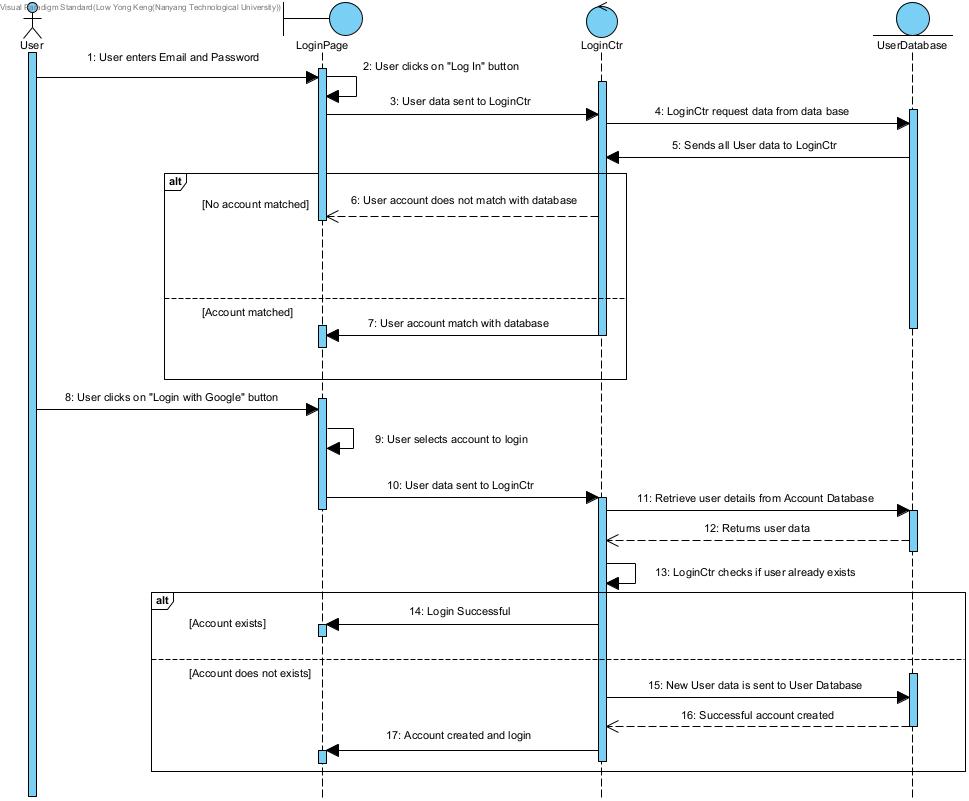 Visual Paradigm Standard(Low Yong Keng(Nanyang Technological University))
User
LoginPage
LoginCtr
UserDatabase
1: User enters Email and Password
2: User clicks on "Log In" button
3: User data sent to LoginCtr
4: LoginCtr request data from data base
5: Sends all User data to LoginCtr
alt
[No account matched]
6: User account does not match with database
[Account matched]
7: User account match with database
8: User clicks on "Login with Google" button
9: User selects account to login
10: User data sent to LoginCtr
11: Retrieve user details from Account Database
12: Returns user data
13: LoginCtr checks if user already exists
alt
14: Login Successful
[Account exists]
[Account does not exists]
15: New User data is sent to User Database
16: Successful account created
17: Account created and login